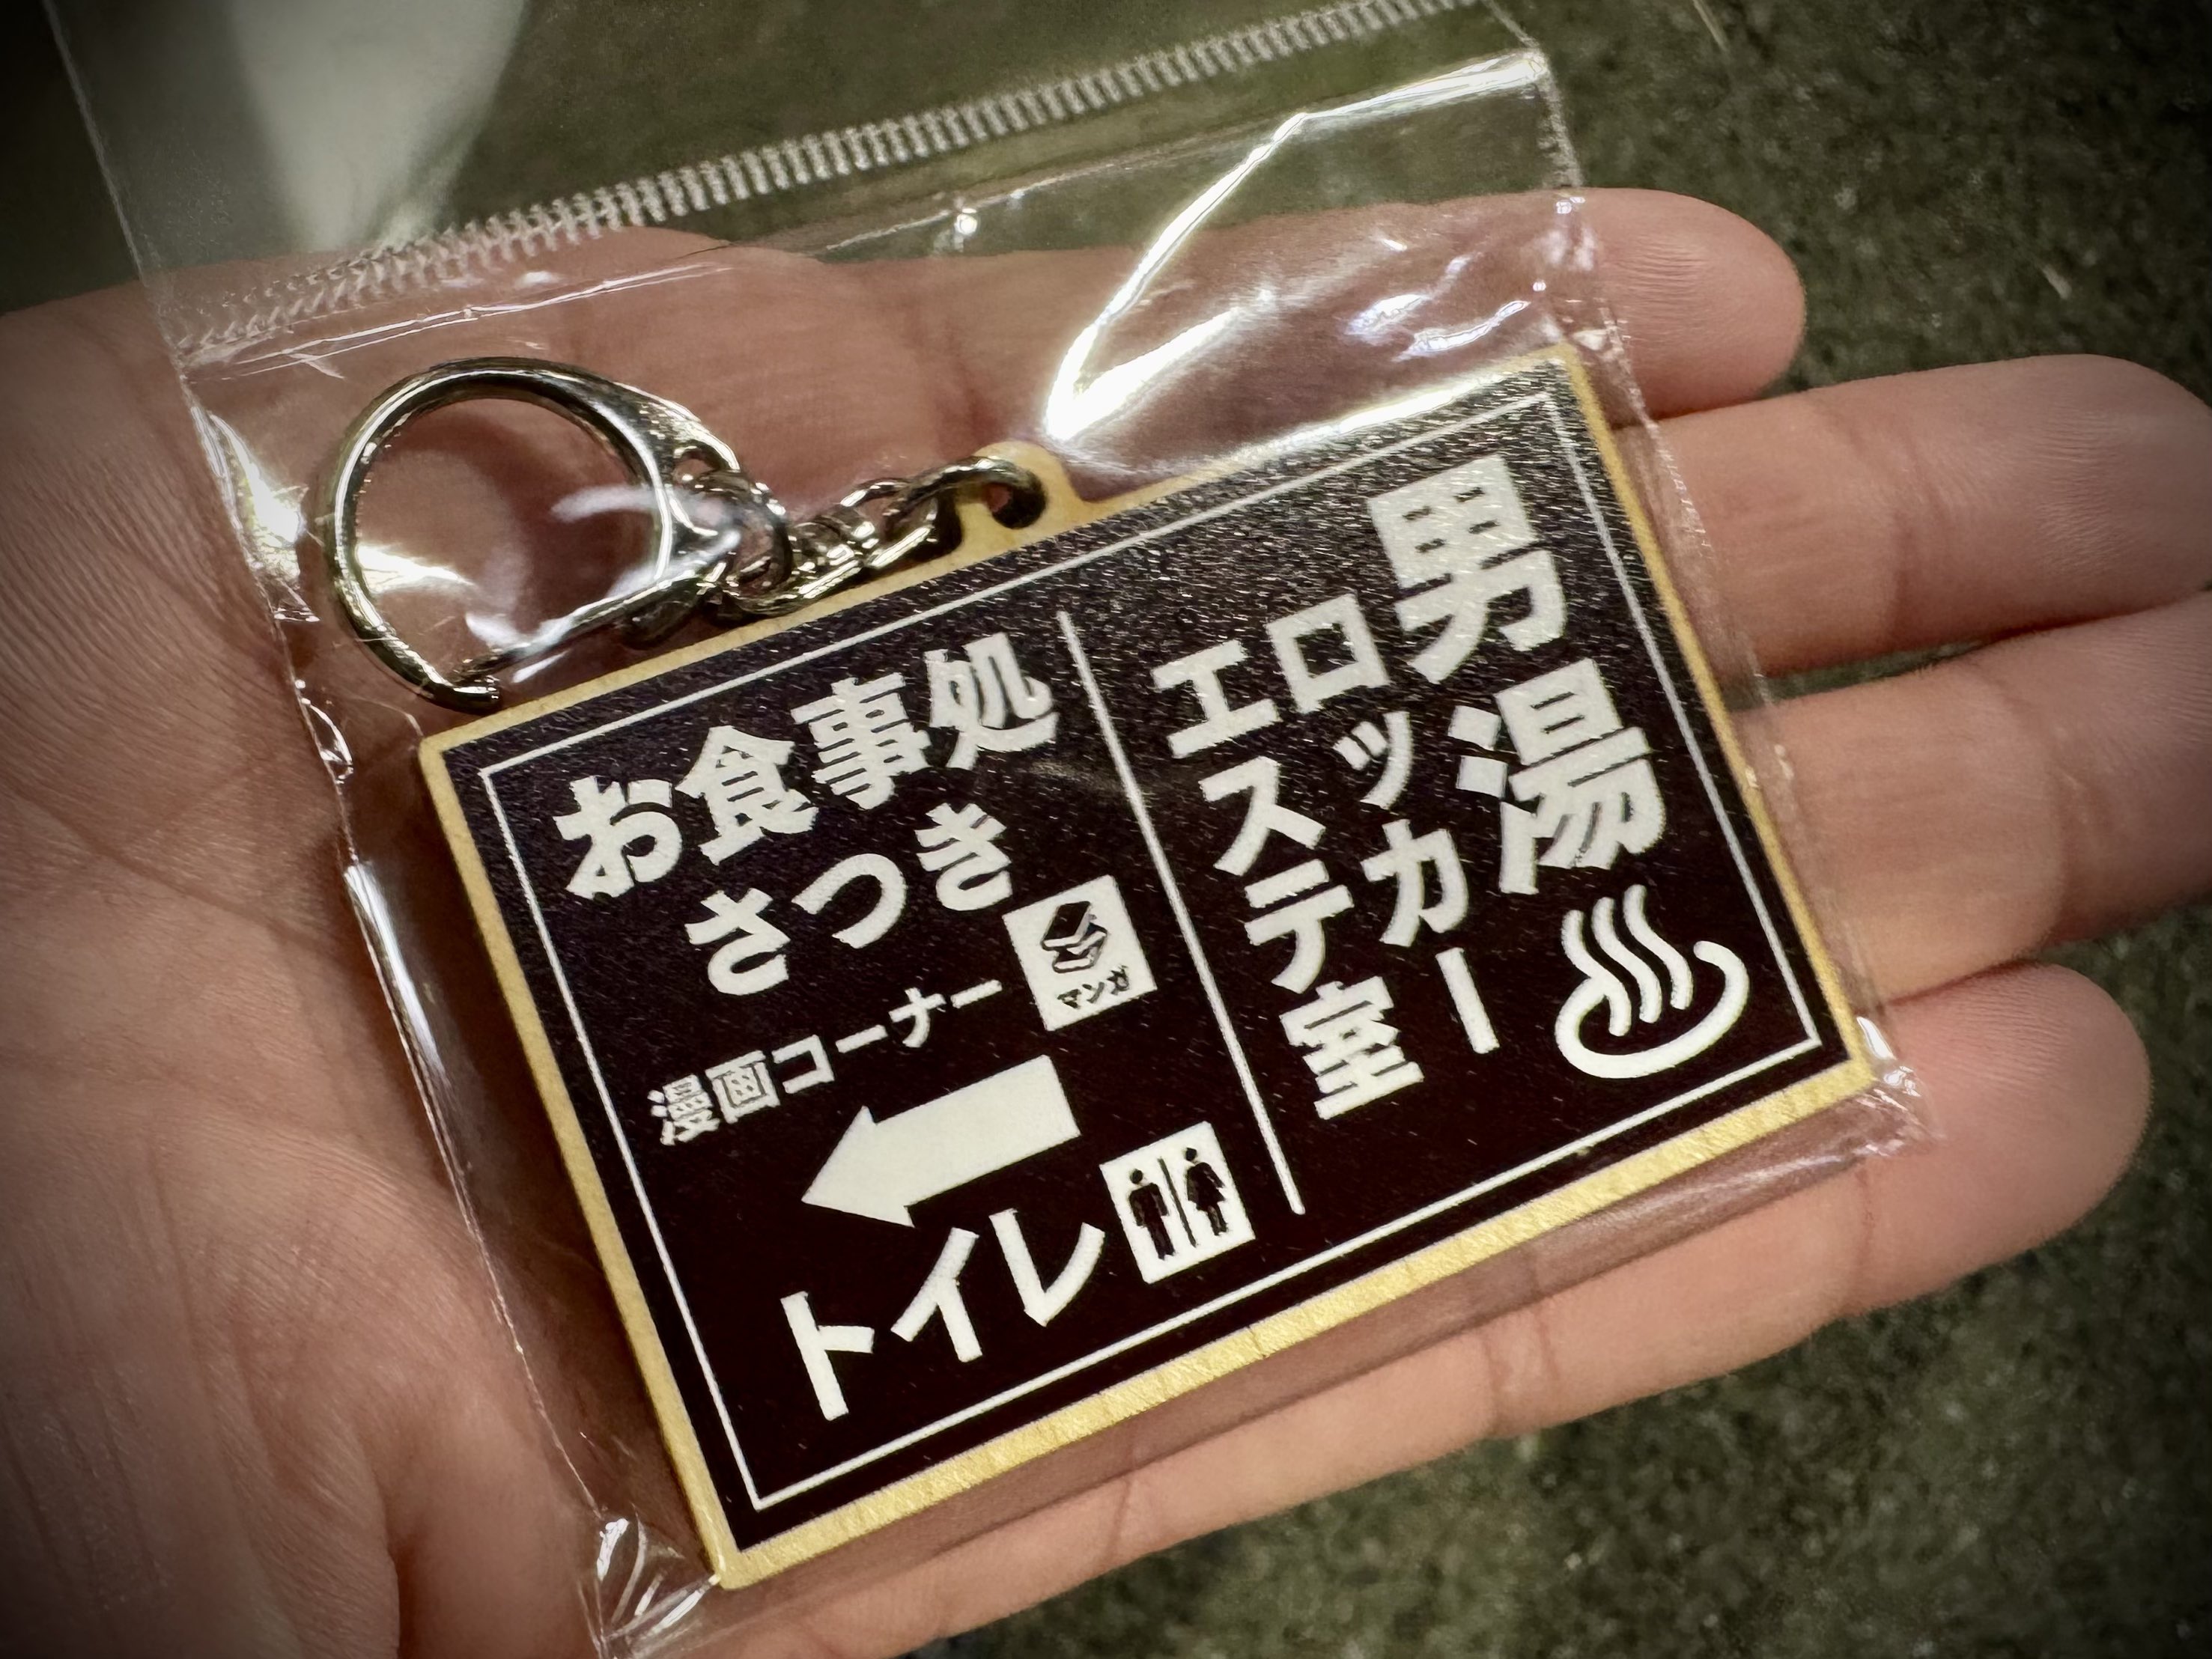 男湯
ロッカー
エステ室
お食事処
さつき
漫画コーナー
マンガ
トイレ